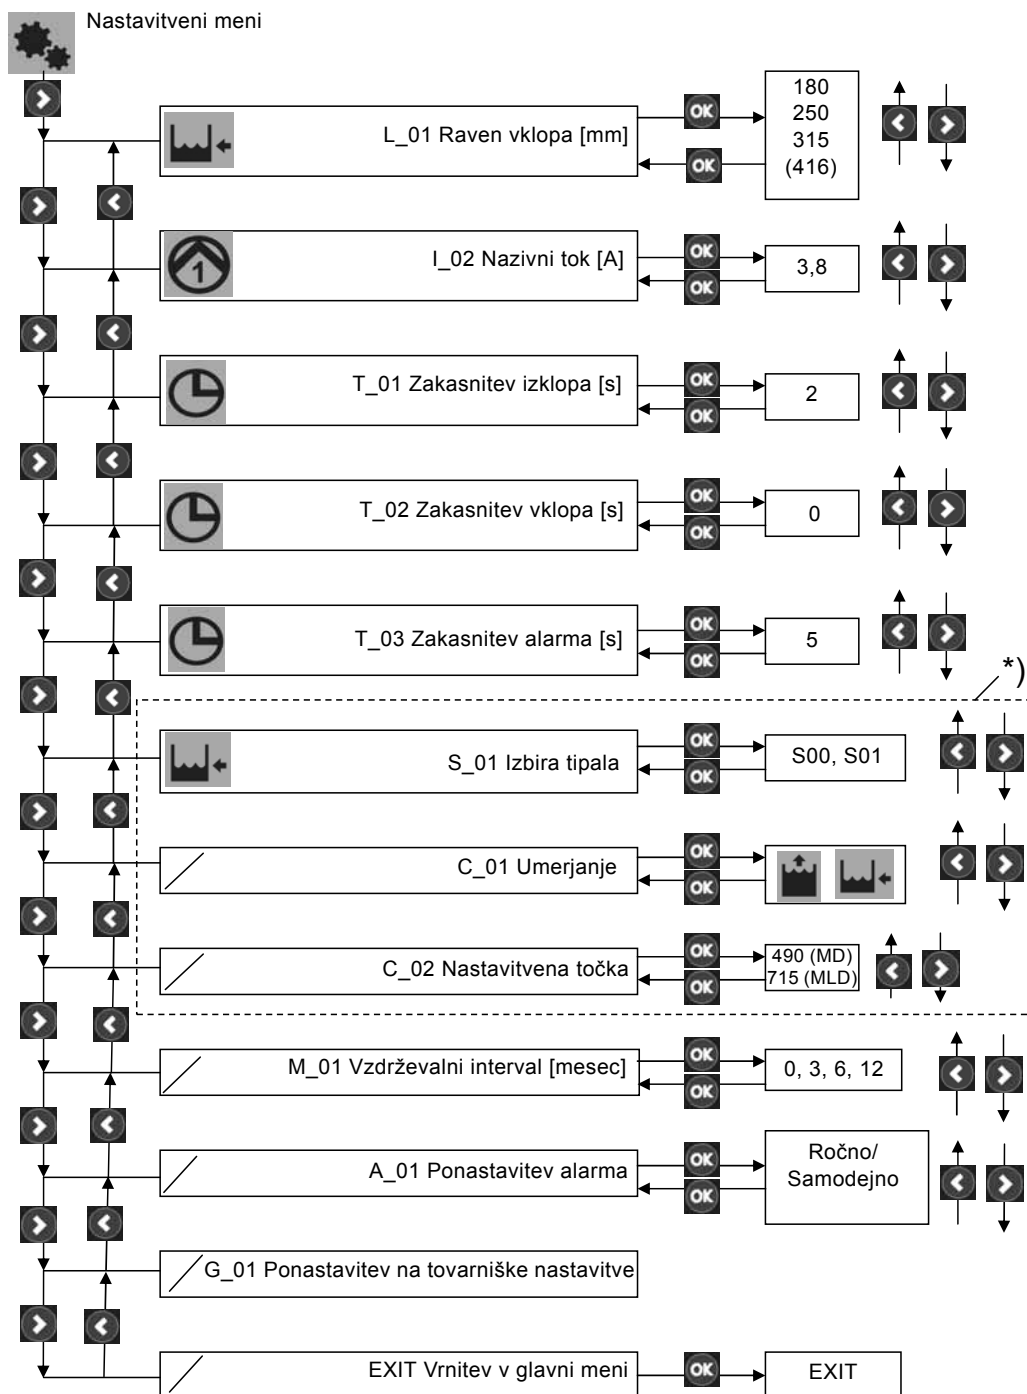 Nastavitveni meni
L_01 Raven vklopa [mm]
OK
OK
180
250
315
(416)
1
I_02 Nazivni tok [A]
OK
OK
3,8
T_01 Zakasnitev izklopa [s]
OK
OK
2
T_02 Zakasnitev vklopa [s]
OK
OK
0
T_03 Zakasnitev alarma [s]
OK
OK
5
*)
S_01 Izbira tipala
OK
OK
S00, S01
C_01 Umerjanje
OK
OK
C_02 Nastavitvena točka
OK
OK
490 (MD)
715 (MLD)
M_01 Vzdrževalni interval [mesec]
OK
OK
0, 3, 6, 12
A_01 Ponastavitev alarma
OK
OK
Ročno/
Samodejno
G_01 Ponastavitev na tovarniške nastavitve
EXIT Vrnitev v glavni meni
OK
EXIT